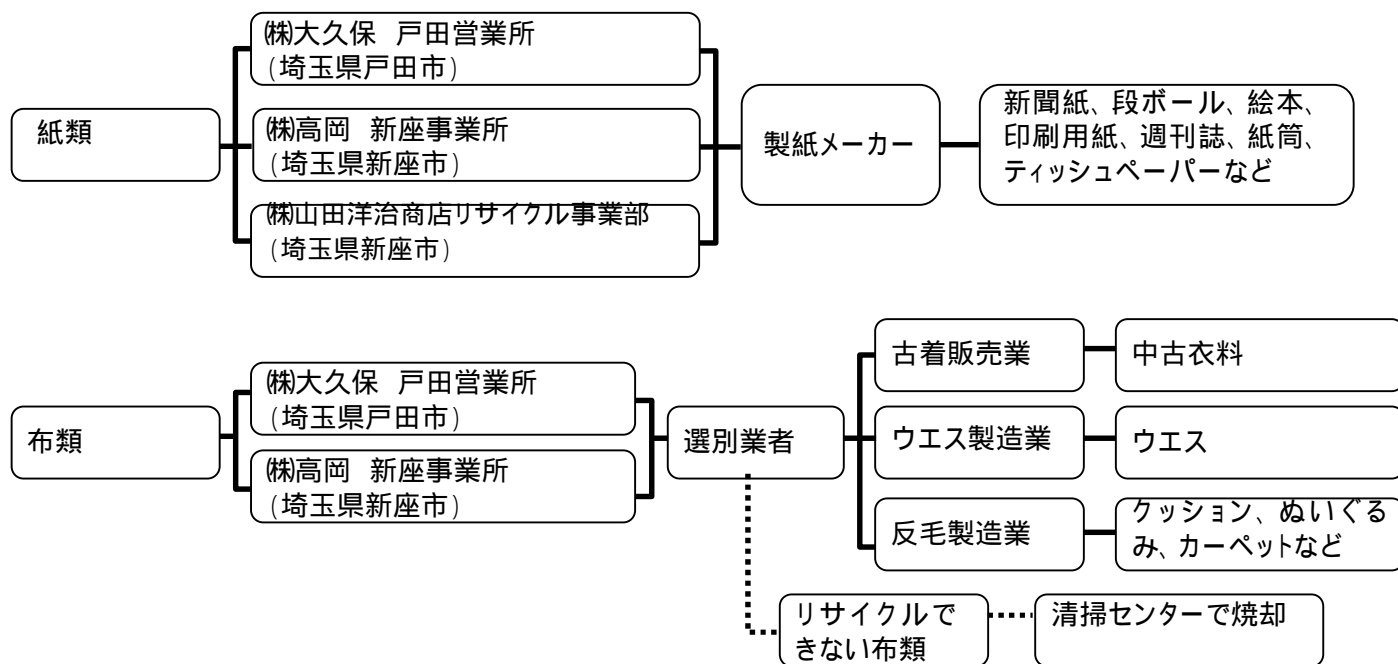 紙類
㈱大久保 戸田営業所
(埼玉県戸田市)
㈱高岡 新座事業所
(埼玉県新座市)
㈱山田洋治商店リサイクル事業部
(埼玉県新座市)
製紙メーカー
新聞紙、段ボール、絵本、
印刷用紙、週刊誌、紙筒、
ティッシュペーパーなど
布類
㈱大久保 戸田営業所
(埼玉県戸田市)
㈱高岡 新座事業所
(埼玉県新座市)
選別業者
古着販売業
中古衣料
ウエス製造業
ウエス
反毛製造業
クッション、ぬいぐる
み、カーペットなど
リサイクルで
きない布類
清掃センターで焼却